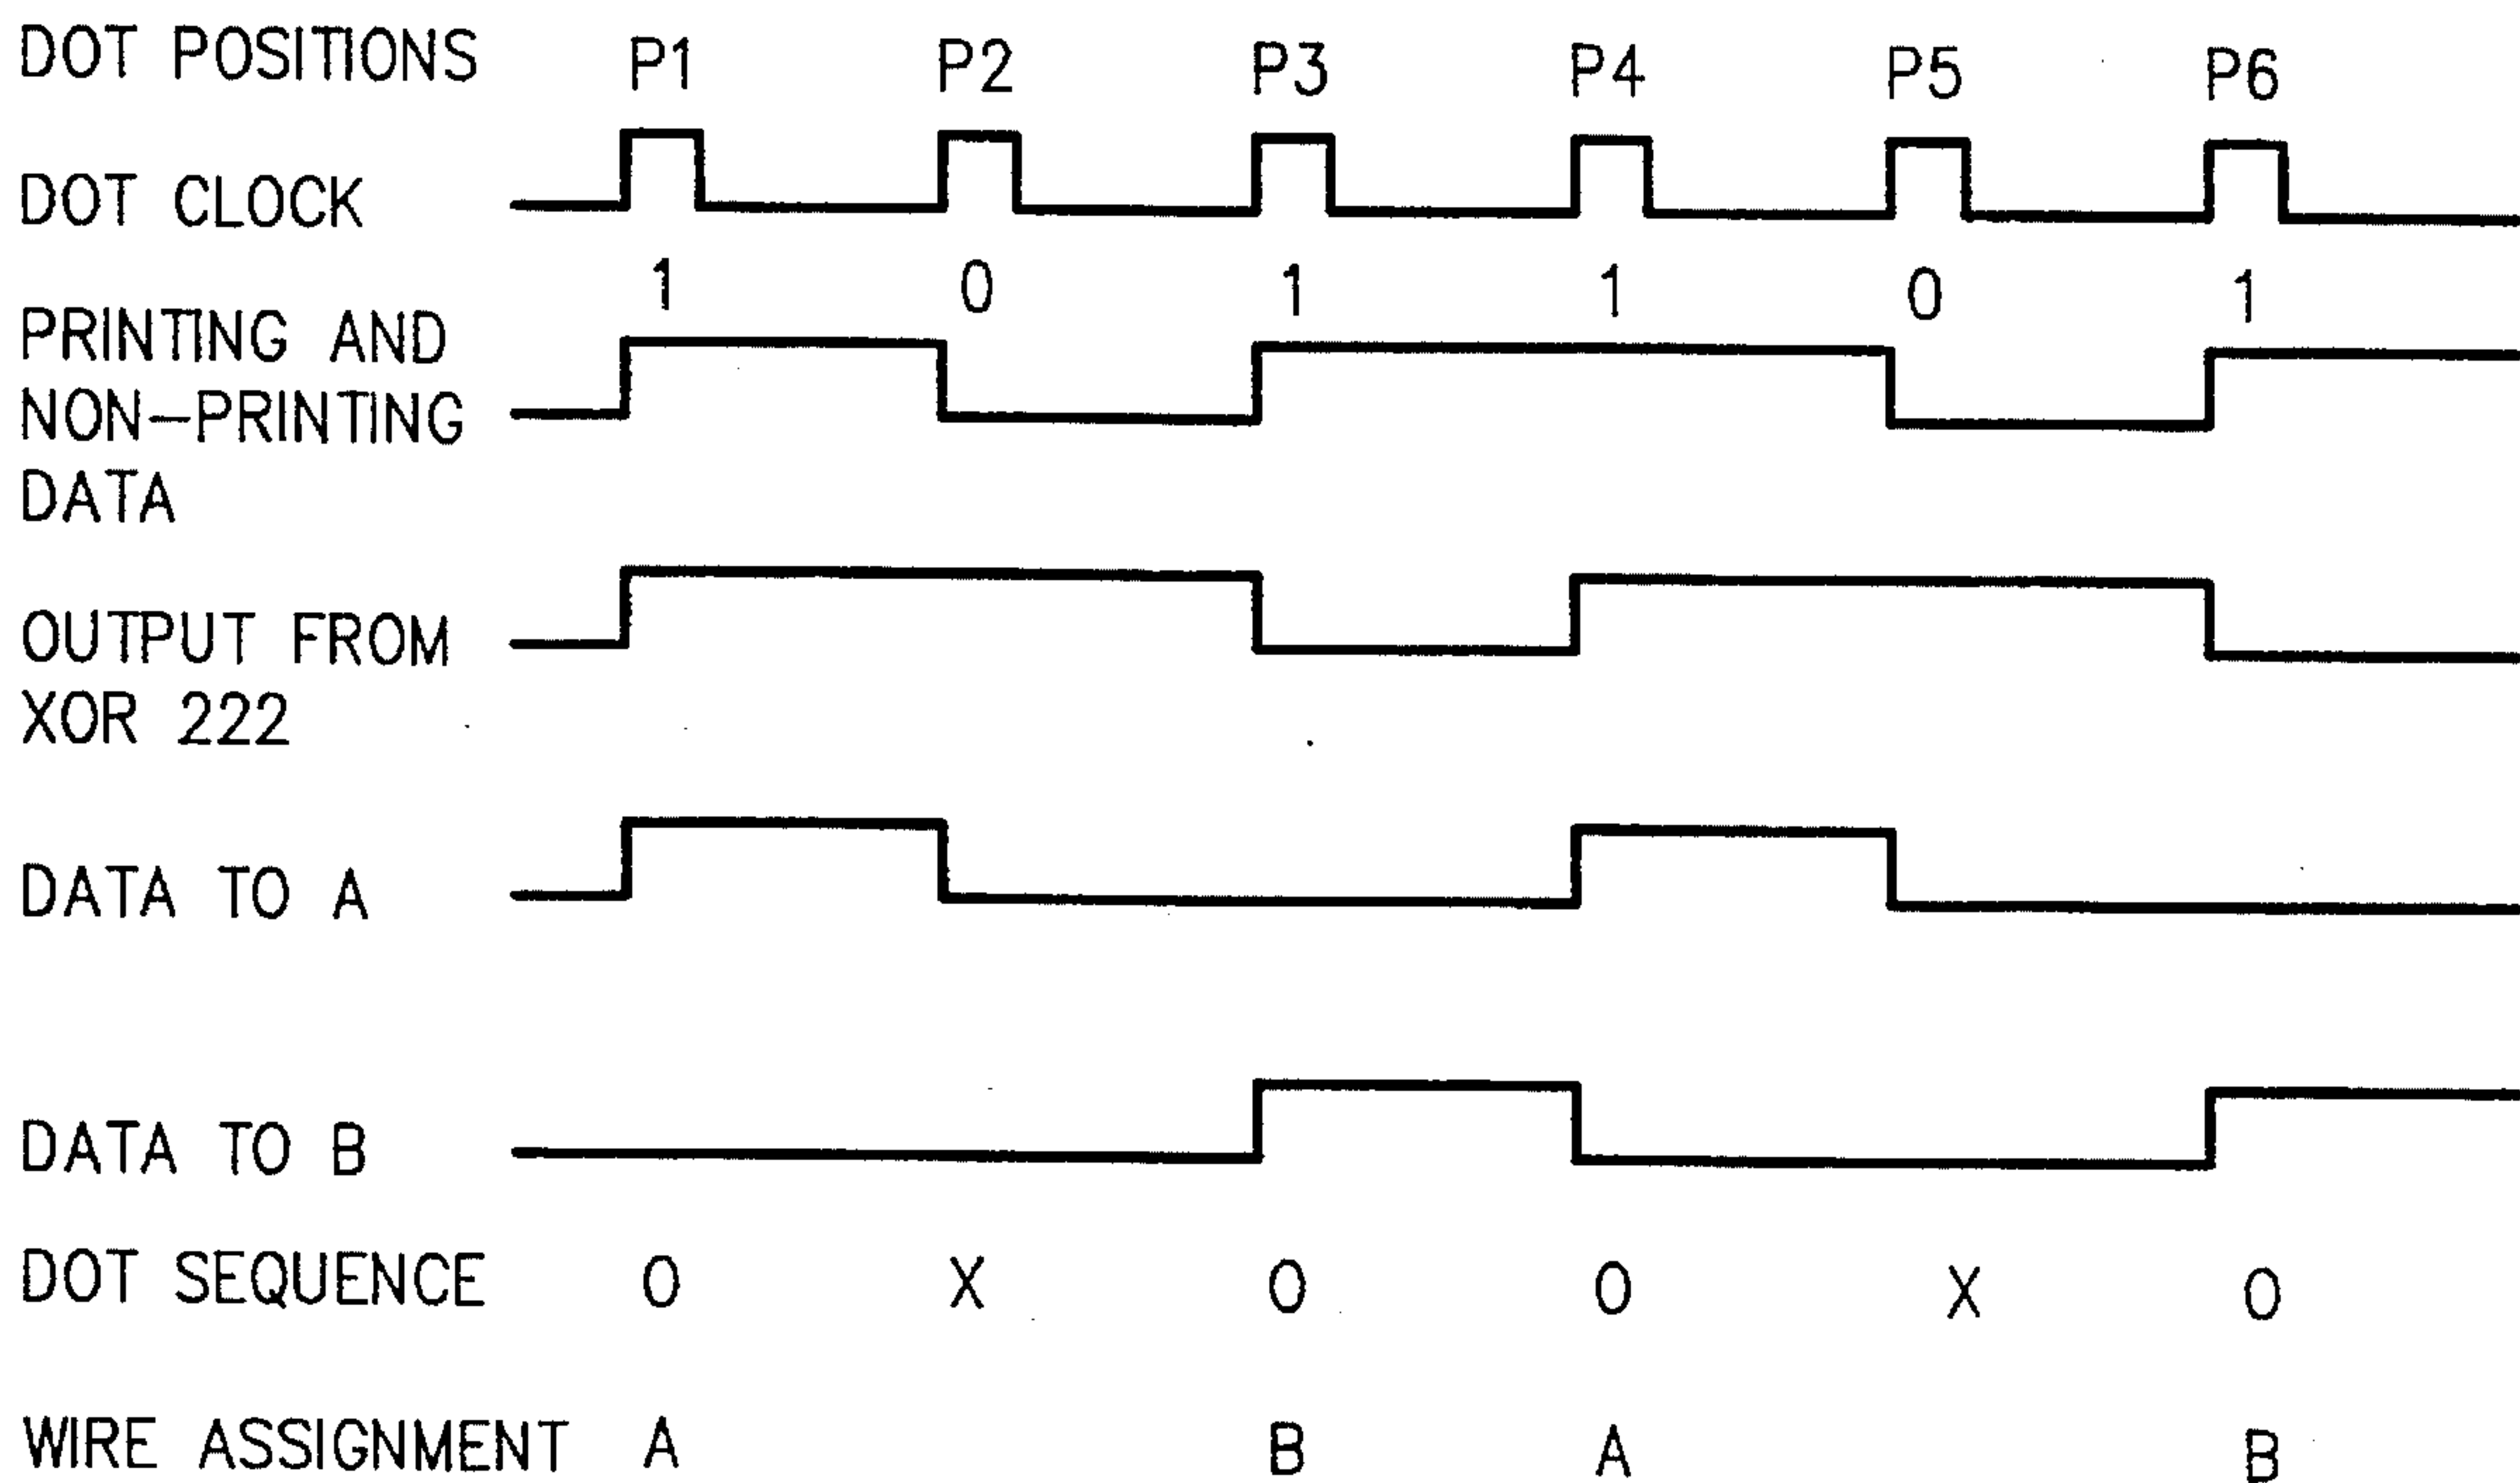 DOT POSITIONS P1 P2 P3 P4 P5 P6
DOT CLOCK
1 0 1 1 0 1
PRINTING AND
NON-PRINTING
DATA
OUTPUT FROM
XOR 222
DATA TO A
DATA TO B
DOT SEQUENCE O X O O X O
WIRE ASSIGNMENT A B A B